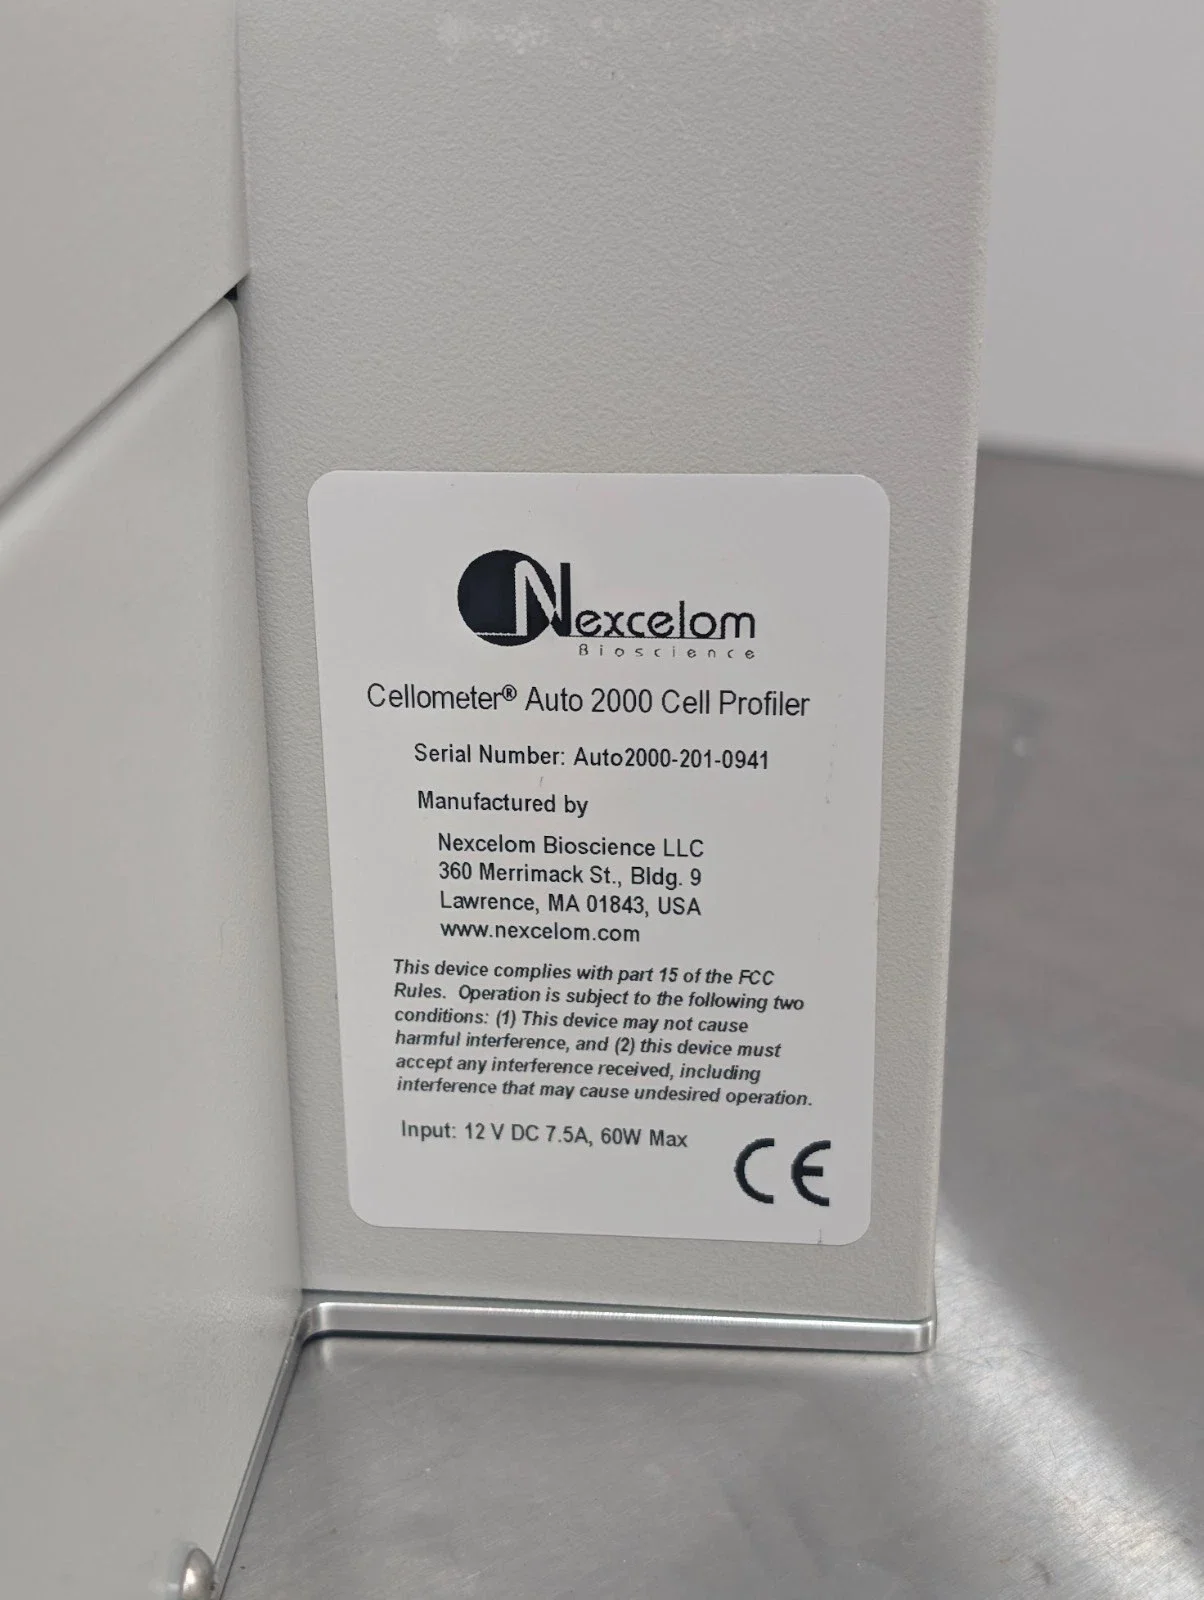 Nexcelom
Bioscience
Cellometer® Auto 2000 Cell Profiler
Serial Number: Auto2000-201-0941
Manufactured by
Nexcelom Bioscience LLC
360 Merrimack St., Bldg. 9
Lawrence, MA 01843, USA
www.nexcelom.com
This device complies with part 15 of the FCC
Rules. Operation is subject to the following two
conditions: (1) This device may not cause
harmful interference, and (2) this device must
accept any interference received, including
interference that may cause undesired operation.
Input: 12 V DC 7.5A, 60W Max
CE